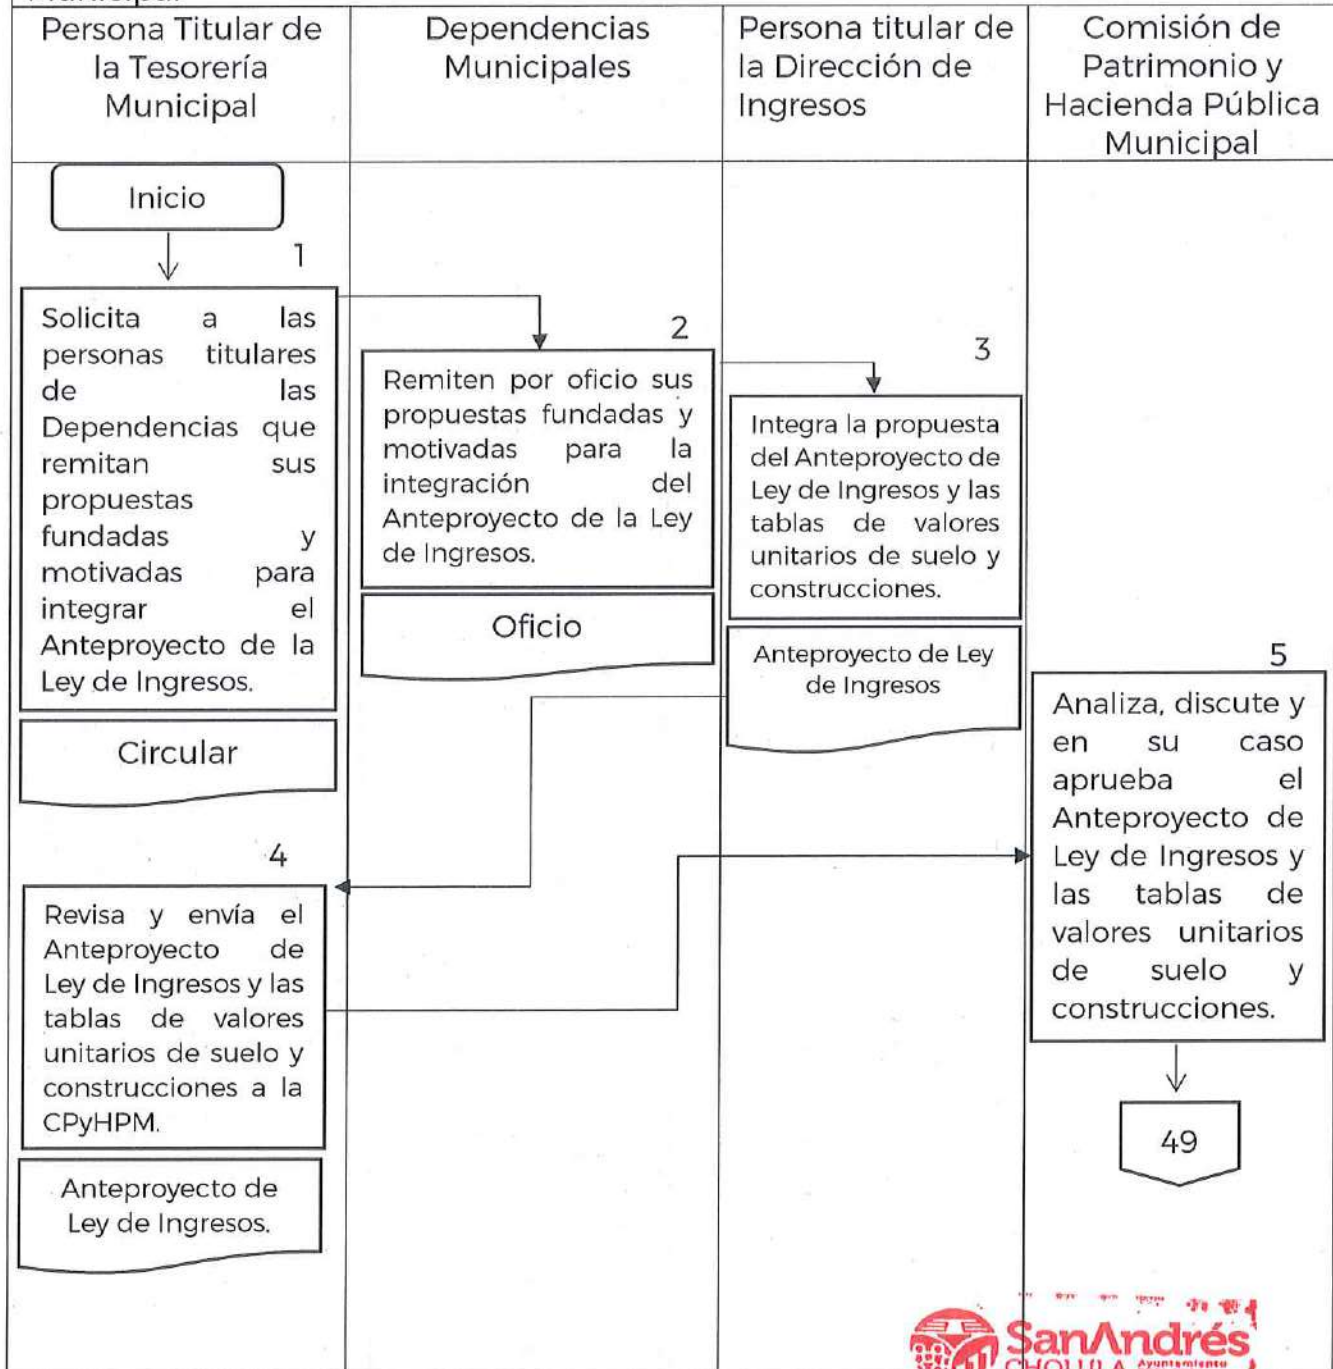 Municipal
Persona Titular de
la Tesorería
Municipal
Dependencias
Municipales
Persona titular de
la Dirección de
Ingresos
Comisión de
Patrimonio y
Hacienda Pública
Municipal
Inicio
1
Solicita a las
personas titulares
de las
Dependencias que
remitan sus
propuestas
fundadas y
motivadas para
integrar el
Anteproyecto de la
Ley de Ingresos.
Circular
2
Remiten por oficio sus
propuestas fundadas y
motivadas para la
integración del
Anteproyecto de la Ley
de Ingresos.
Oficio
3
Integra la propuesta
del Anteproyecto de
Ley de Ingresos y las
tablas de valores
unitarios de suelo y
construcciones.
Anteproyecto de Ley
de Ingresos
4
Revisa y envía el
Anteproyecto de
Ley de Ingresos y las
tablas de valores
unitarios de suelo y
construcciones a la
CPyHPM.
Anteproyecto de
Ley de Ingresos.
5
Analiza, discute y
en su caso
aprueba el
Anteproyecto de
Ley de Ingresos y
las tablas de
valores unitarios
de suelo y
construcciones.
49
SanAndrés
CHOLULA Ayuntamiento